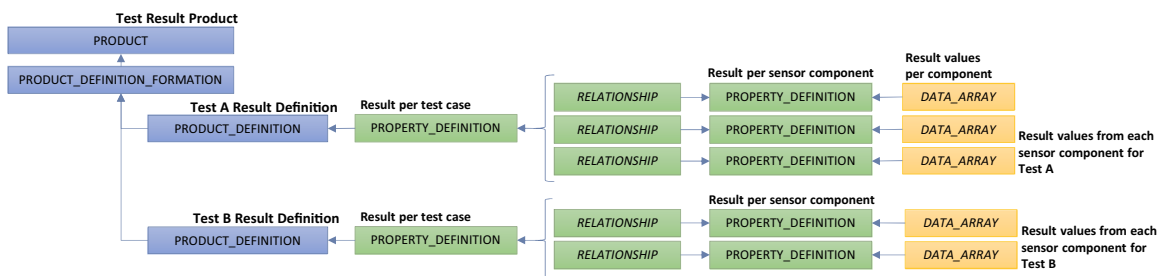 Test Result Product
PRODUCT
PRODUCT_DEFINITION_FORMATION
Test A Result Definition
PRODUCT_DEFINITION
Result per test case
PROPERTY_DEFINITION
Result per sensor component
Result values
per component
RELATIONSHIP
PROPERTY_DEFINITION
DATA_ARRAY
RELATIONSHIP
PROPERTY_DEFINITION
DATA_ARRAY
RELATIONSHIP
PROPERTY_DEFINITION
DATA_ARRAY
Result values from each
sensor component for
Test A
Test B Result Definition
PRODUCT_DEFINITION
Result per test case
PROPERTY_DEFINITION
Result per sensor component
RELATIONSHIP
PROPERTY_DEFINITION
DATA_ARRAY
RELATIONSHIP
PROPERTY_DEFINITION
DATA_ARRAY
Result values from each
sensor component for
Test B